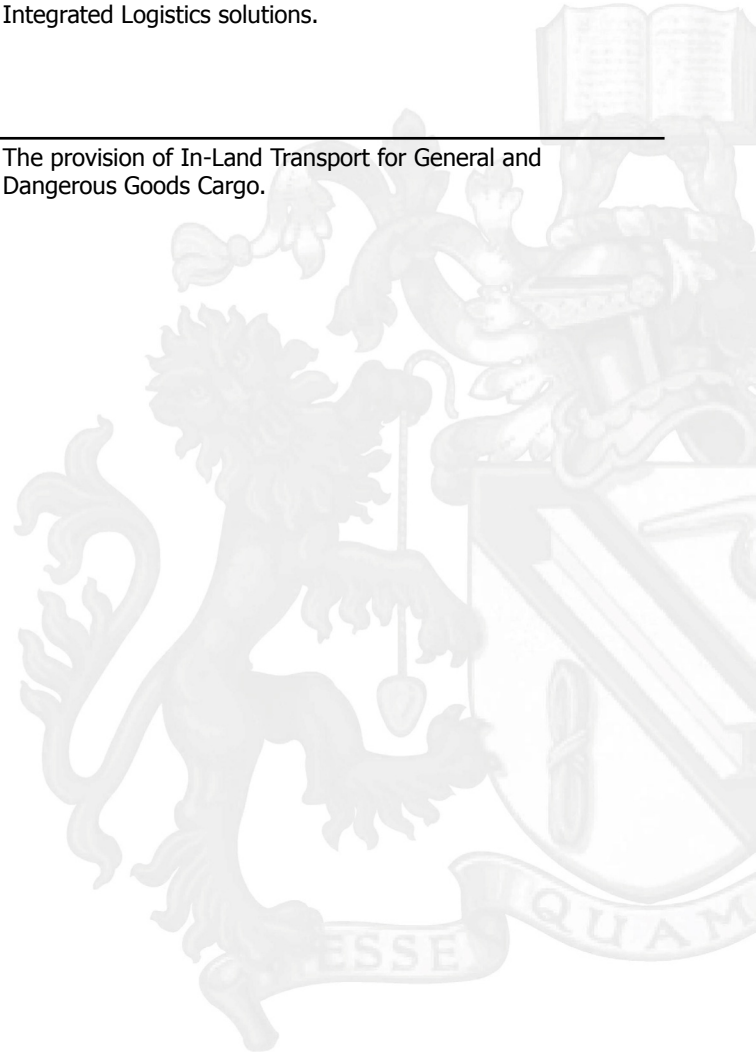 Integrated Logistics solutions.
The provision of In-Land Transport for General and
Dangerous Goods Cargo.
ESSE
QUAM